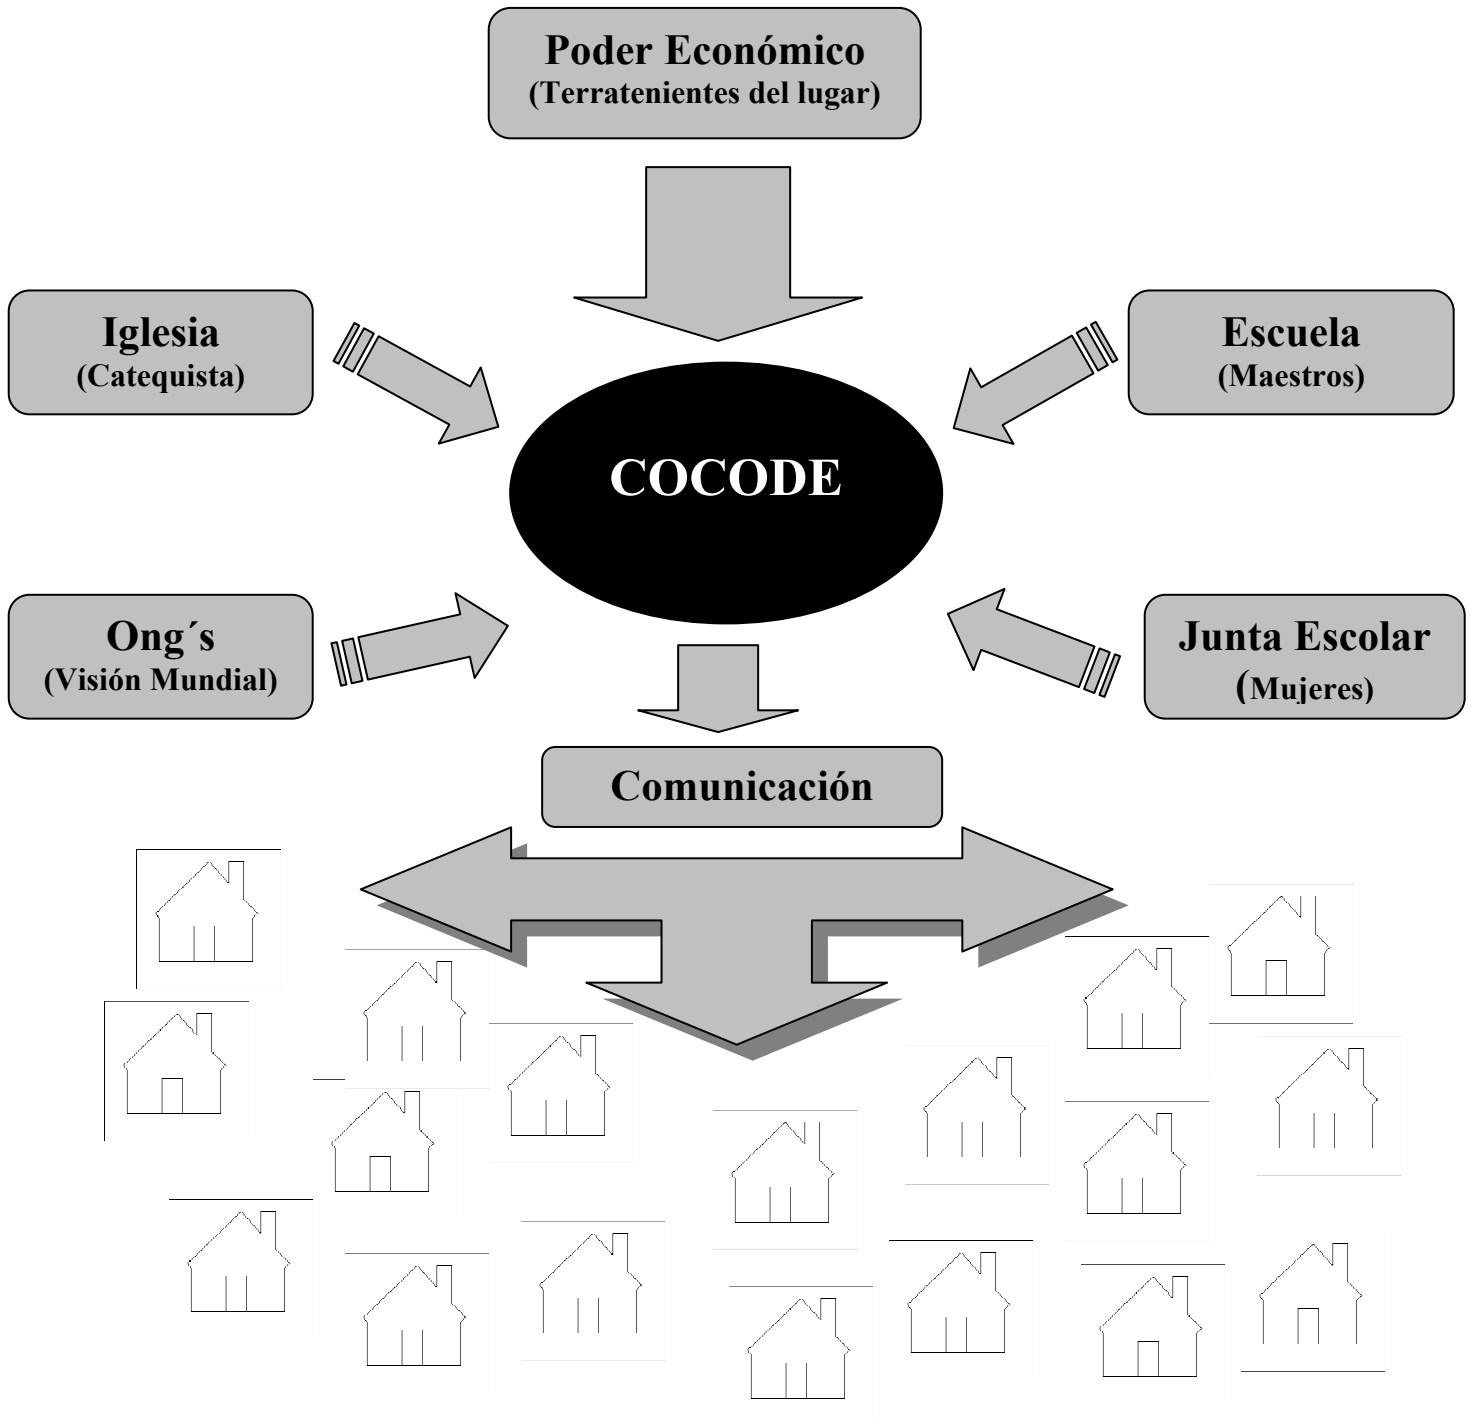 Poder Económico
(Terratenientes del lugar)
Iglesia
(Catequista)
Escuela
(Maestros)
COCODE
Ong´s
(Visión Mundial)
Junta Escolar
(Mujeres)
Comunicación